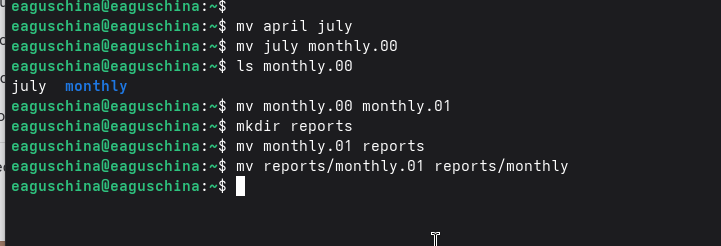 eaguschina@eaguschina:~$
eaguschina@eaguschina:~$ mv april july
eaguschina@eaguschina:~$ mv july monthly.00
eaguschina@eaguschina:~$ ls monthly.00
july  monthly
eaguschina@eaguschina:~$ mv monthly.00 monthly.01
eaguschina@eaguschina:~$ mkdir reports
eaguschina@eaguschina:~$ mv monthly.01 reports
eaguschina@eaguschina:~$ mv reports/monthly.01 reports/monthly
eaguschina@eaguschina:~$